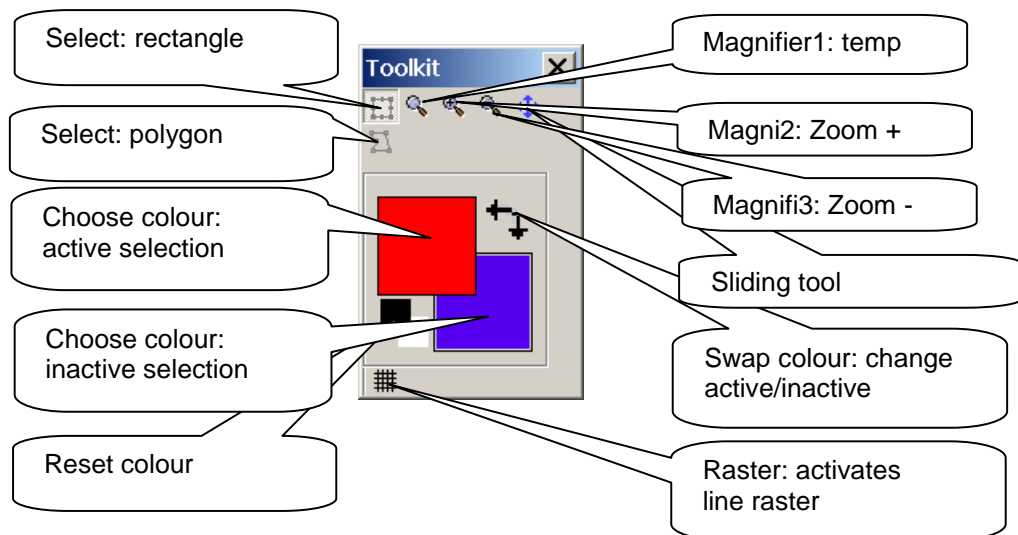 Select: rectangle
Toolkit
Magnifier1: temp
Select: polygon
Magni2: Zoom +
Choose colour:
active selection
Magnifi3: Zoom -
Sliding tool
Choose colour:
inactive selection
Swap colour: change
active/inactive
Reset colour
Raster: activates
line raster